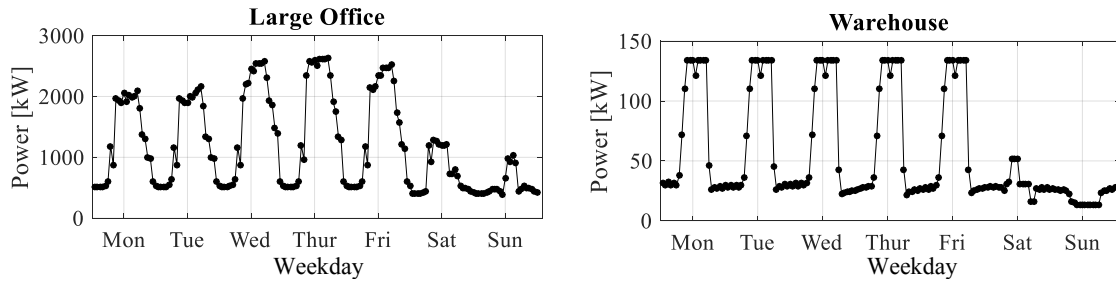 Large Office
3000
2000
1000
0
Power [kW]
Mon Tue Wed Thur Fri Sat Sun
Weekday
Warehouse
150
100
50
0
Power [kW]
Mon Tue Wed Thur Fri Sat Sun
Weekday